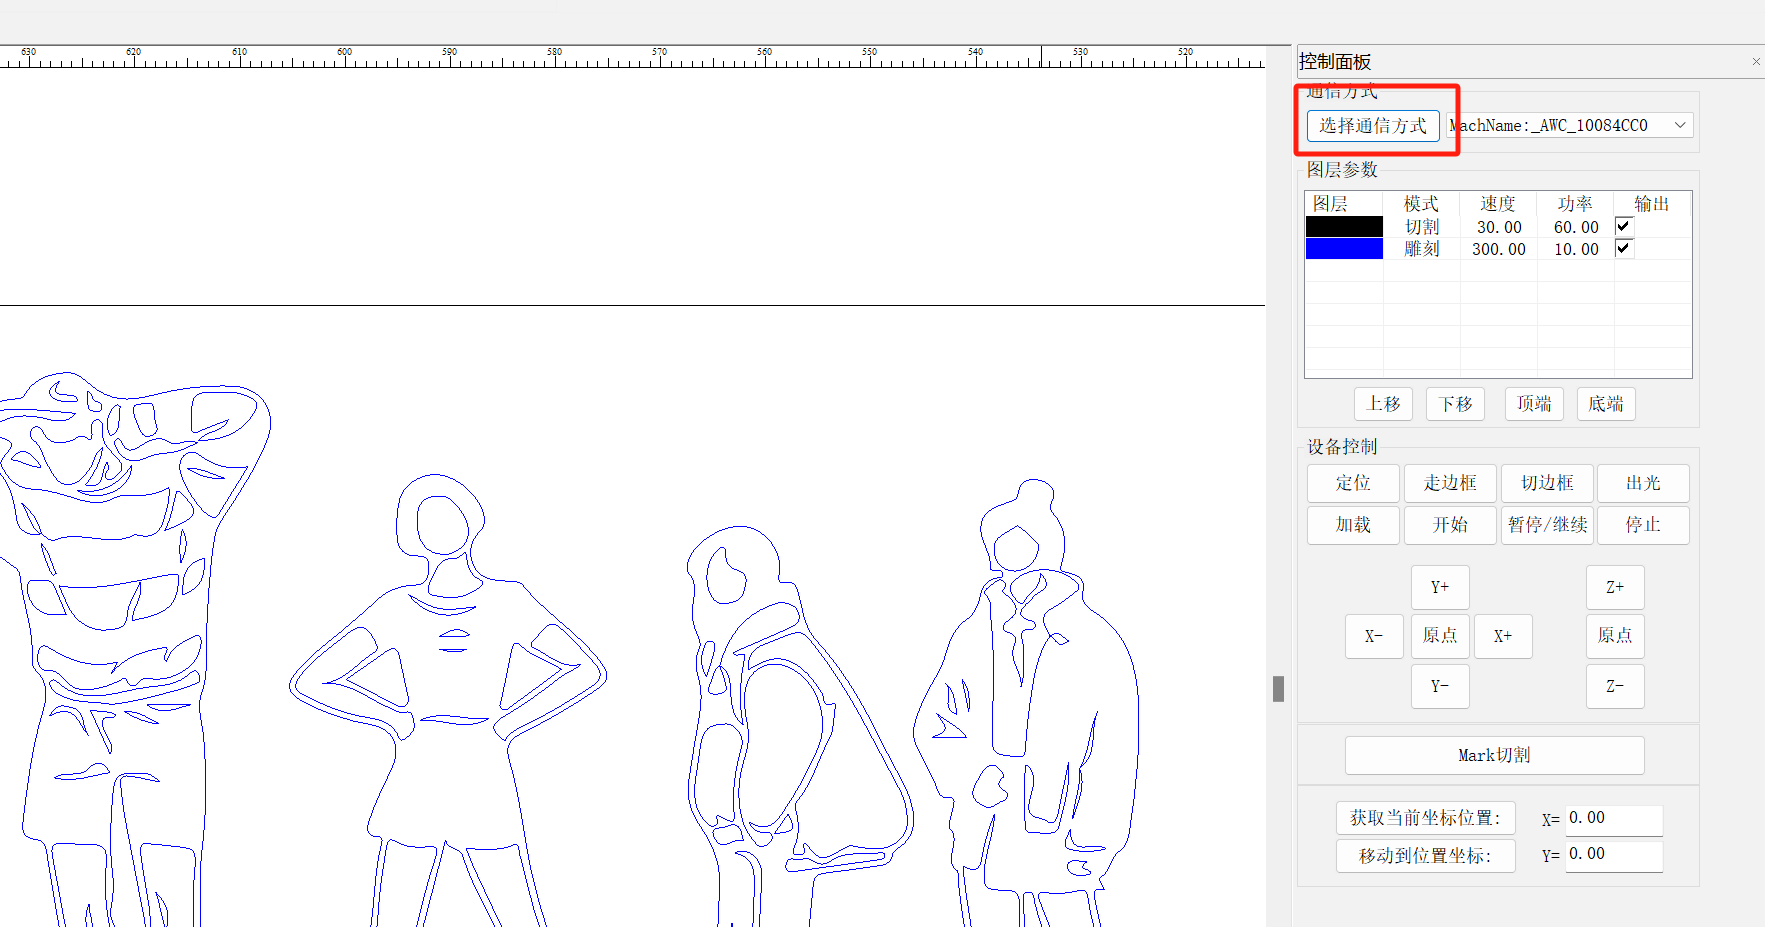 630 620 610 600 590 580 570 560 550 540 530 520
控制面板 ×
通信方式
选择通信方式 MachName:_AWC_10084CC0
图层参数
图层 模式 速度 功率 输出
切割 30.00 60.00
雕刻 300.00 10.00
上移 下移 顶端 底端
设备控制
定位 走边框 切边框 出光
加载 开始 暂停/继续 停止
Y+ Z+
X- 原点 X+ 原点
Y- Z-
Mark切割
获取当前坐标位置: X= 0.00
移动到位置坐标: Y= 0.00